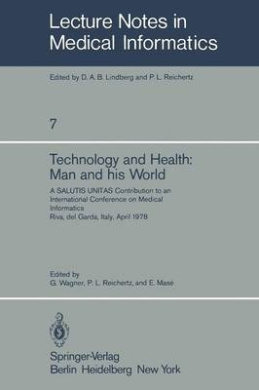 Lecture Notes in
Medical Informatics
Edited by D. A. B. Lindberg and P. L. Reichertz
7
Technology and Health:
Man and his World
A SALUTIS UNITAS Contribution to an
International Conference on Medical
Informatics
Riva, del Garda, Italy, April 1978
Edited by
G. Wagner, P. L. Reichertz, and E. Masè
Springer-Verlag
Berlin Heidelberg New York